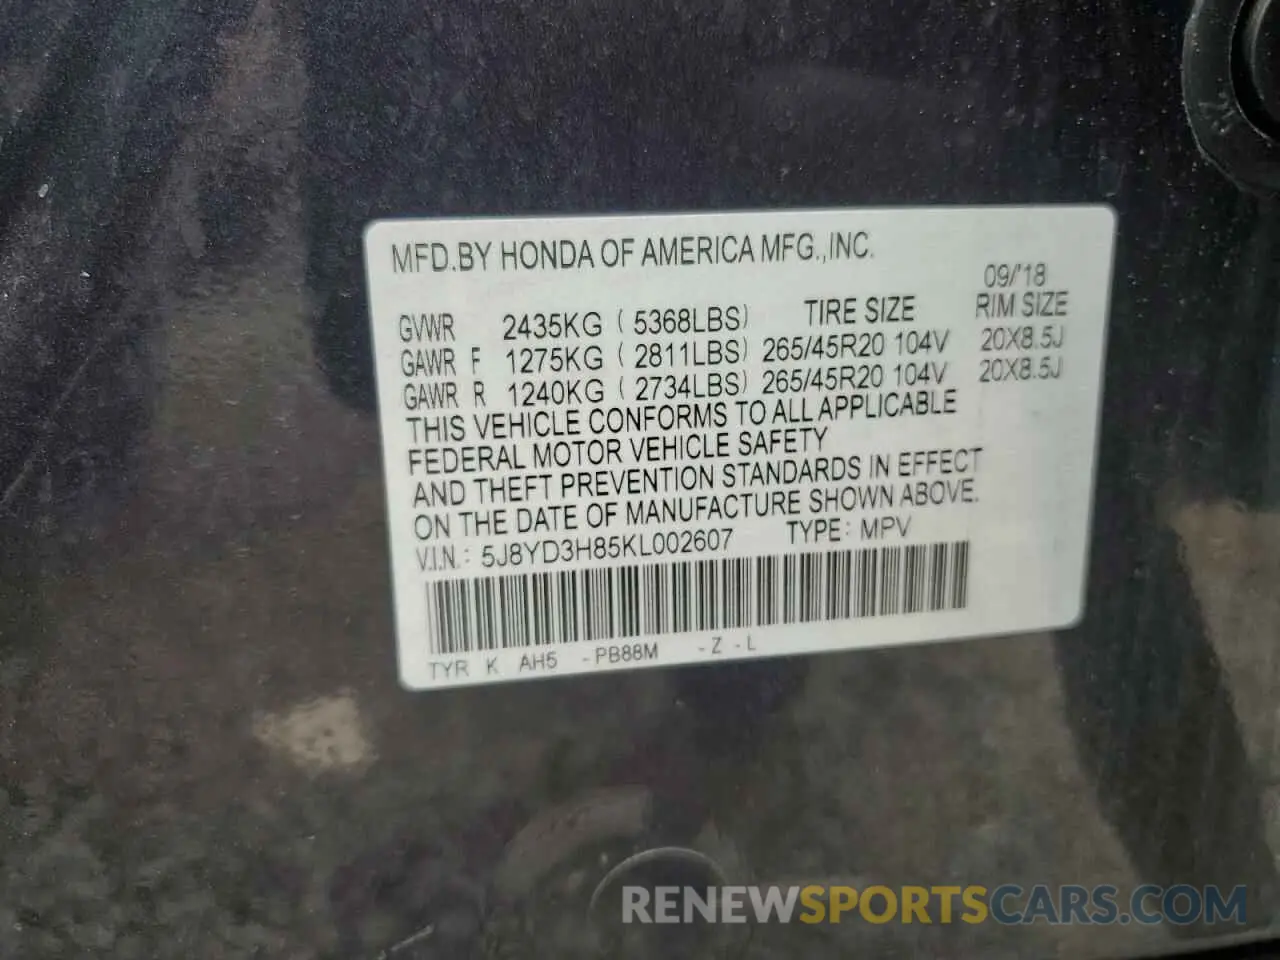 MFD.BY HONDA OF AMERICA MFG.,INC.
09/'18
GVWR 2435KG ( 5368LBS) TIRE SIZE RIM SIZE
GAWR F 1275KG ( 2811LBS) 265/45R20 104V 20X8.5J
GAWR R 1240KG ( 2734LBS) 265/45R20 104V 20X8.5J
THIS VEHICLE CONFORMS TO ALL APPLICABLE
FEDERAL MOTOR VEHICLE SAFETY
AND THEFT PREVENTION STANDARDS IN EFFECT
ON THE DATE OF MANUFACTURE SHOWN ABOVE.
V.I.N.: 5J8YD3H85KL002607 TYPE: MPV
TYR K AH5 -PB88M -Z -L
RENEWSPORTSCARS.COM